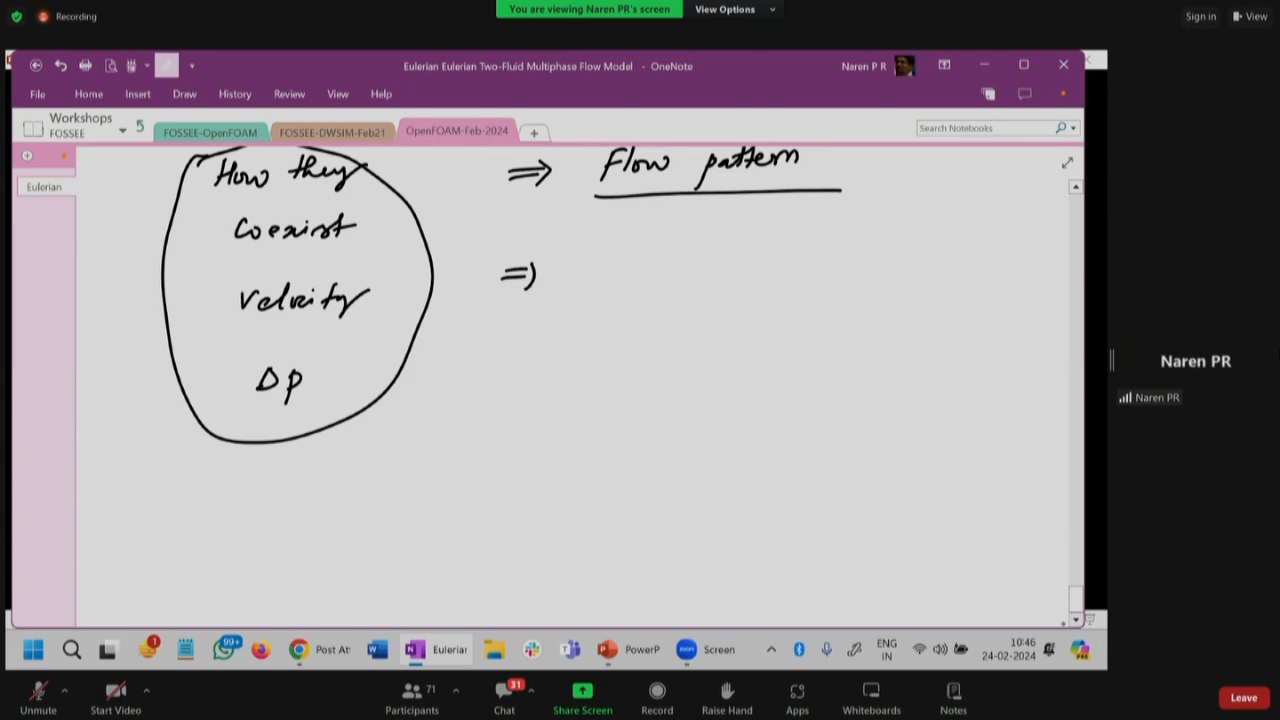 Recording
You are viewing Naren PR's screen
View Options
Sign in
View
Eulerian Eulerian Two-Fluid Multiphase Flow Model - OneNote
Naren P R
File
Home
Insert
Draw
History
Review
View
Help
Workshops
FOSSEE
FOSSEE-OpenFOAM
FOSSEE-DWSIM-Feb21
OpenFOAM-Feb-2024
Search Notebooks
Eulerian
How they
Coexist
Velocity
Δp
⇒ Flow pattern
⇒
Naren PR
Naren PR
1
99+
Post At
Eulerian
PowerP
Screen
ENG
IN
10:46
24-02-2024
PRE
Unmute
Start Video
71
Participants
31
Chat
Share Screen
Record
Raise Hand
Apps
Whiteboards
Notes
Leave